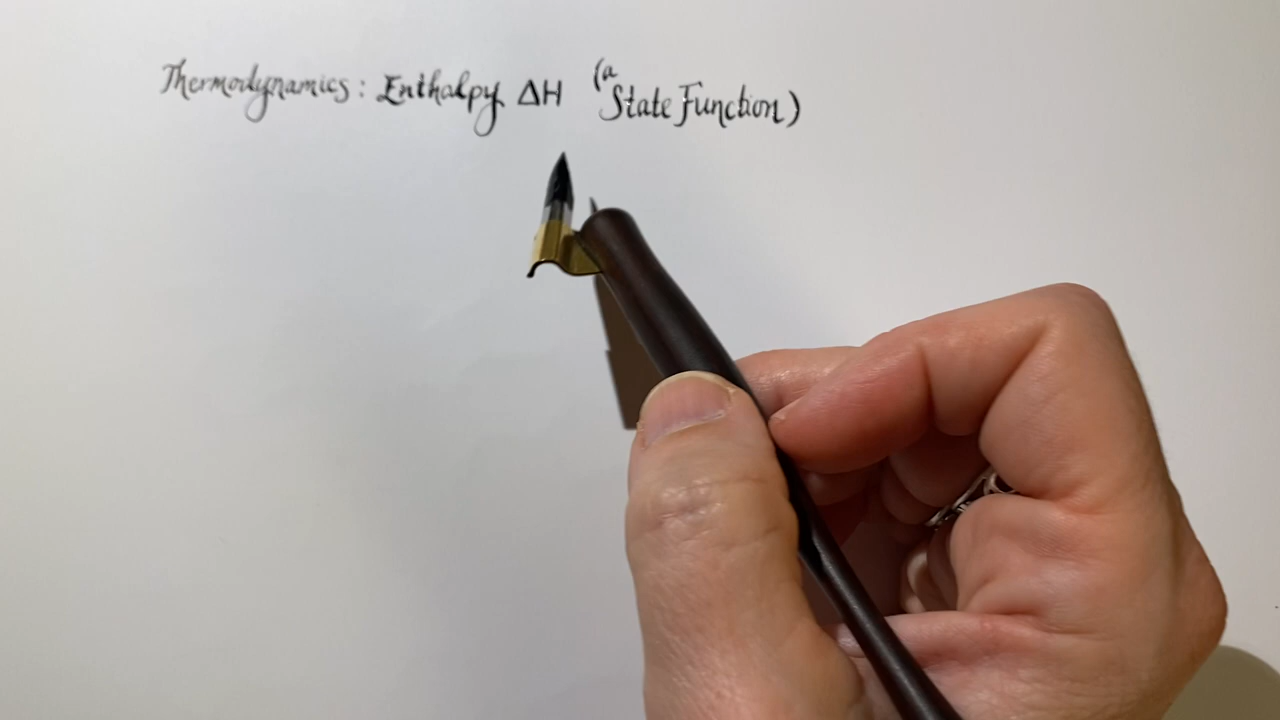 Thermodynamics: Enthalpy ΔH (a State Function)